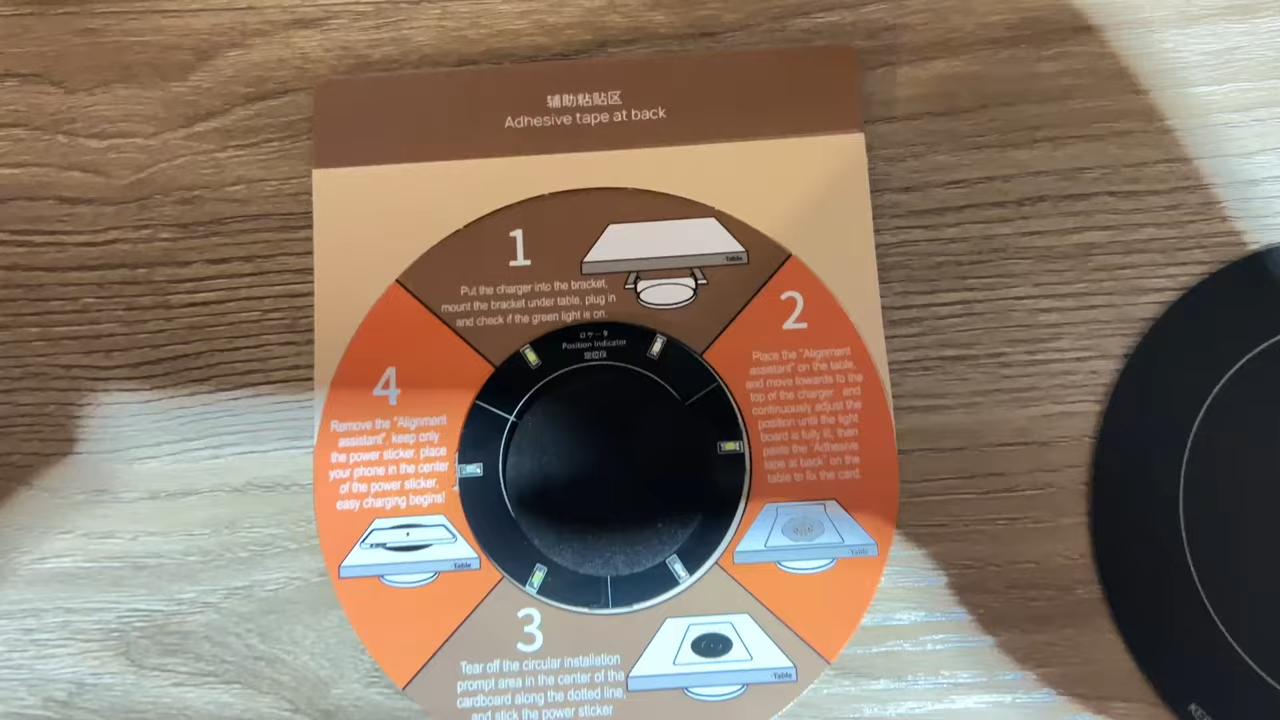 辅助粘贴区
Adhesive tape at back
1
Table
Put the charger into the bracket,
mount the bracket under table, plug in
and check if the green light is on.
2
Place the "Alignment
assistant" on the table,
and move towards to the
top of the charger, and
continuously adjust the
position until the light
board is fully lit, then
paste the "Adhesive
tape at back" on the
table to fix the card.
Table
ロケータ
Position Indicator
定位仪
4
Remove the "Alignment
assistant", keep only
the power sticker, place
your phone in the center
of the power sticker,
easy charging begins!
Table
3
Tear off the circular installation
prompt area in the center of the
cardboard along the dotted line,
and stick the power sticker
Table